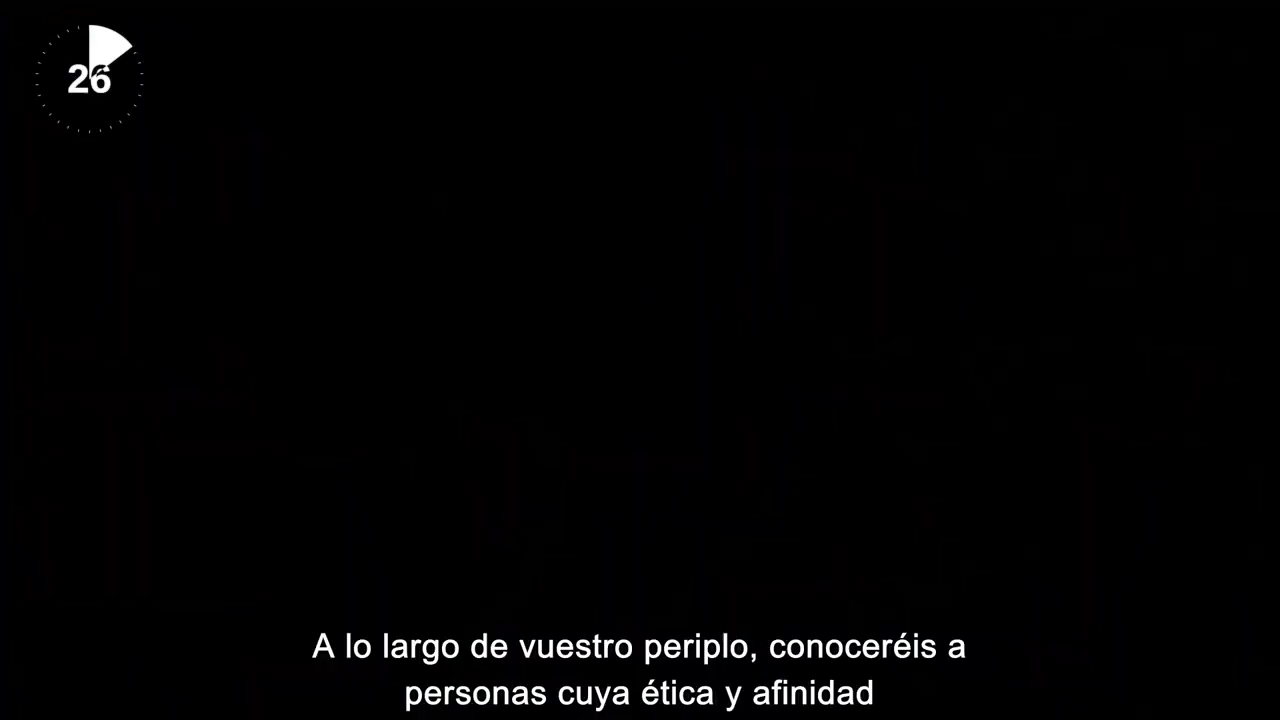 26
A lo largo de vuestro periplo, conoceréis a
personas cuya ética y afinidad